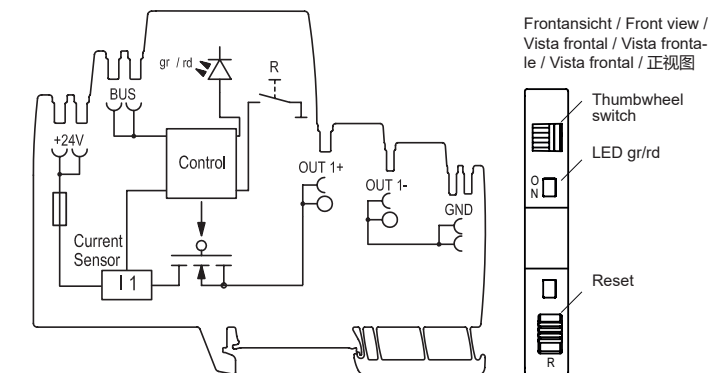 Frontansicht / Front view /
Vista frontal / Vista fronta-
le / Vista frontal / 正视图
gr / rd
R
BUS
+24V
Control
OUT 1+
OUT 1-
GND
Current
Sensor
I 1
Thumbwheel
switch
LED gr/rd
O
N
Reset
R